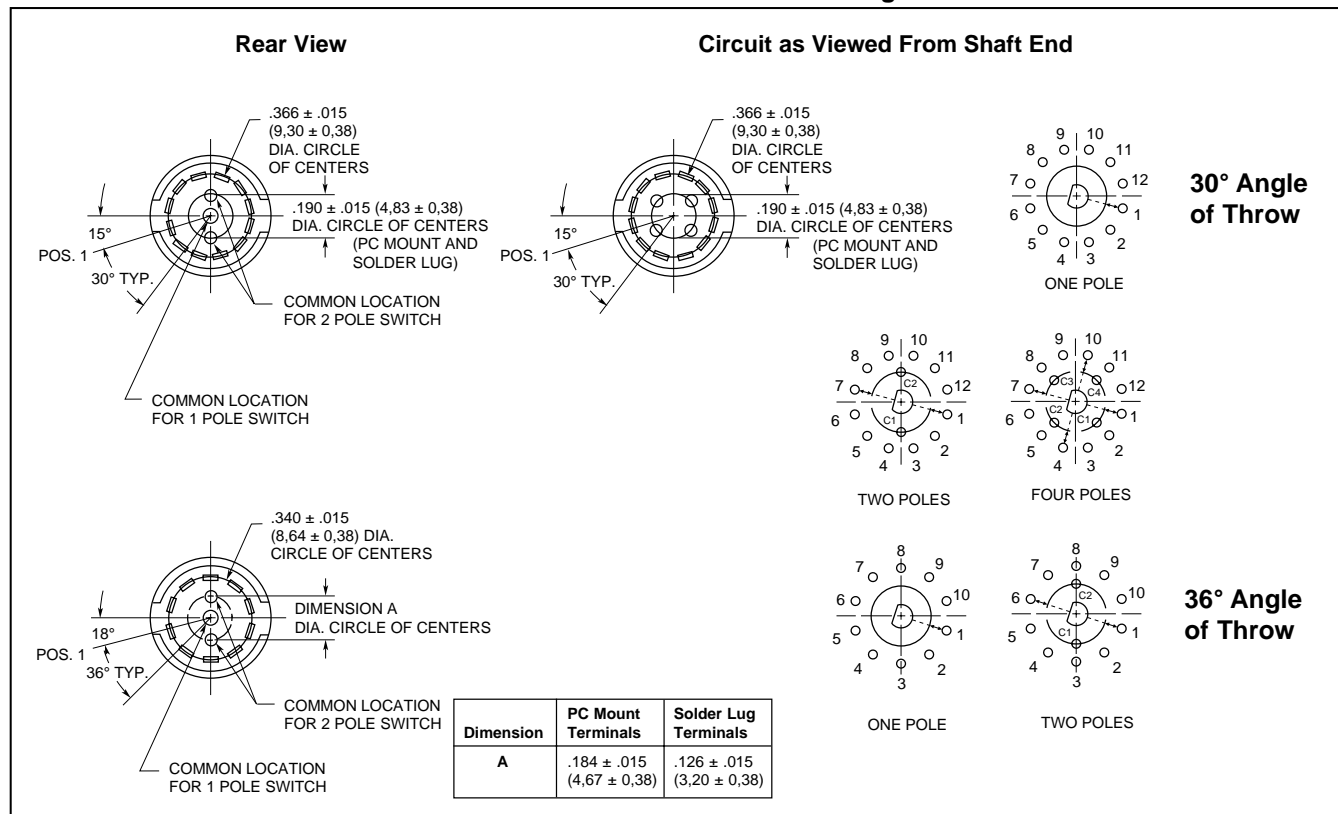 Rear View
Circuit as Viewed From Shaft End
.366 ± .015
(9,30 ± 0,38)
DIA. CIRCLE
OF CENTERS
.190 ± .015 (4,83 ± 0,38)
DIA. CIRCLE OF CENTERS
(PC MOUNT AND
SOLDER LUG)
15°
POS. 1
30° TYP.
COMMON LOCATION
FOR 2 POLE SWITCH
COMMON LOCATION
FOR 1 POLE SWITCH
.366 ± .015
(9,30 ± 0,38)
DIA. CIRCLE
OF CENTERS
.190 ± .015 (4,83 ± 0,38)
DIA. CIRCLE OF CENTERS
(PC MOUNT AND
SOLDER LUG)
15°
POS. 1
30° TYP.
9 10
8 11
7 12
6 1
5 2
4 3
ONE POLE
30° Angle
of Throw
9 10
8 11
7 C2 12
6 C1 1
5 2
4 3
TWO POLES
9 10
8 11
7 C3 C4 12
6 C2 C1 1
5 2
4 3
FOUR POLES
.340 ± .015
(8,64 ± 0,38) DIA.
CIRCLE OF CENTERS
DIMENSION A
DIA. CIRCLE OF CENTERS
18°
POS. 1
36° TYP.
COMMON LOCATION
FOR 2 POLE SWITCH
COMMON LOCATION
FOR 1 POLE SWITCH
Dimension
PC Mount
Terminals
Solder Lug
Terminals
A
.184 ± .015
(4,67 ± 0,38)
.126 ± .015
(3,20 ± 0,38)
8
7 9
6 10
5 1
4 2
3
ONE POLE
8
7 9
6 C2 10
5 C1 1
4 2
3
TWO POLES
36° Angle
of Throw